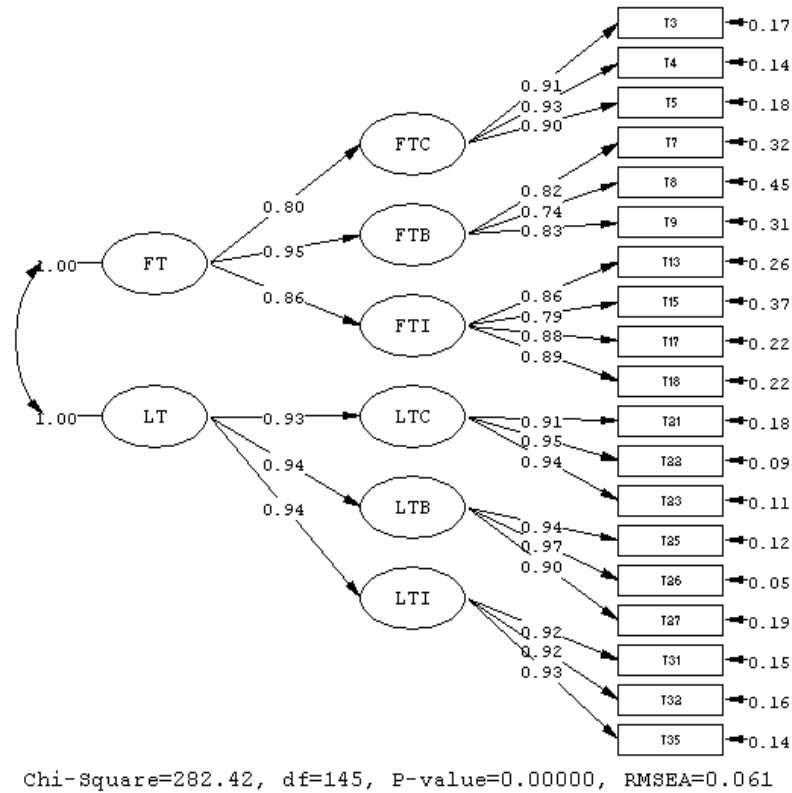 T3 0.17
T4 0.14
0.91
0.93
T5 0.18
0.90
FTC
T7 0.32
T8 0.45
0.82
0.80
0.74
T9 0.31
0.83
FTB
0.95
1.00 FT
T13 0.26
0.86
0.86
T15 0.37
0.79
FTI
0.88
T17 0.22
0.89
T18 0.22
1.00 LT
0.93
LTC
0.91
T21 0.18
0.95
T22 0.09
0.94
0.94
T23 0.11
0.94
LTB
0.94
T25 0.12
0.97
0.90
T26 0.05
LTI
T27 0.19
0.92
0.92
T31 0.15
0.93
T32 0.16
T35 0.14
Chi-Square=282.42, df=145, P-value=0.00000, RMSEA=0.061